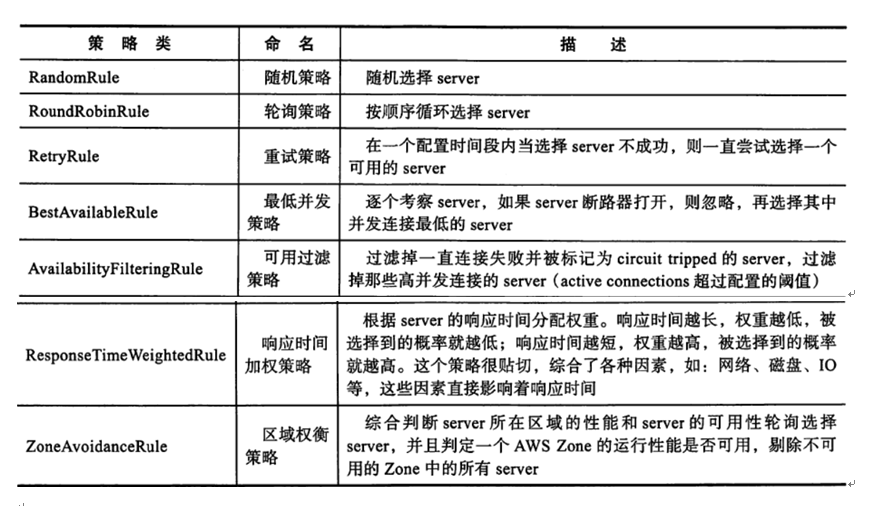 策 略 类 命 名 描 述
RandomRule 随机策略 随机选择 server
RoundRobinRule 轮询策略 按顺序循环选择 server
RetryRule 重试策略 在一个配置时间段内当选择 server 不成功，则一直尝试选择一个
可用的 server
BestAvailableRule 最低并发
策略
逐个考察 server，如果 server 断路器打开，则忽略，再选择其中
并发连接最低的 server
AvailabilityFilteringRule 可用过滤
策略
过滤掉一直连接失败并被标记为 circuit tripped 的 server，过滤
掉那些高并发连接的 server（active connections 超过配置的阈值）
ResponseTimeWeightedRule 响应时间
加权策略
根据 server 的响应时间分配权重。响应时间越长，权重越低，被
选择到的概率就越低；响应时间越短，权重越高，被选择到的概率
就越高。这个策略很贴切，综合了各种因素，如：网络、磁盘、IO
等，这些因素直接影响着响应时间
ZoneAvoidanceRule 区域权衡
策略
综合判断 server 所在区域的性能和 server 的可用性轮询选择
server，并且判定一个 AWS Zone 的运行性能是否可用，剔除不可
用的 Zone 中的所有 server